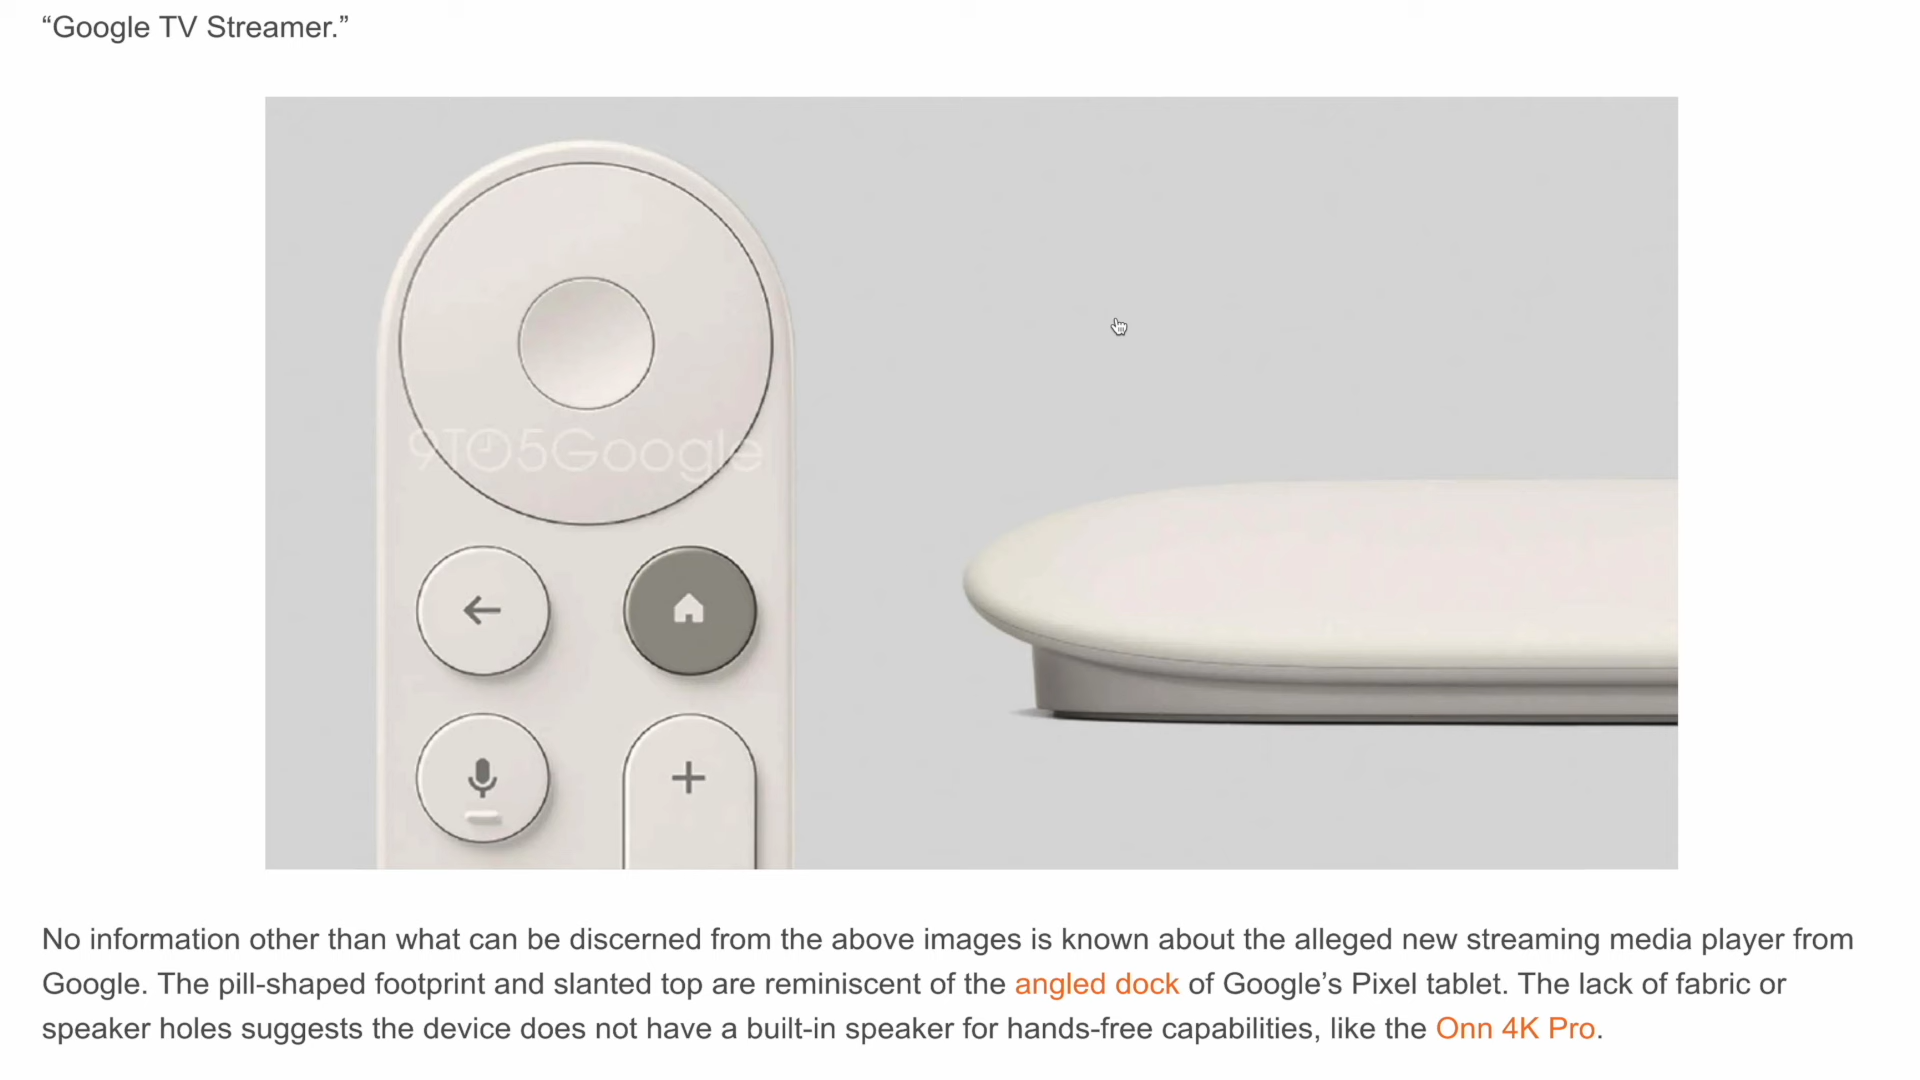 “Google TV Streamer.”
9TO5Google
No information other than what can be discerned from the above images is known about the alleged new streaming media player from
Google. The pill-shaped footprint and slanted top are reminiscent of the angled dock of Google’s Pixel tablet. The lack of fabric or
speaker holes suggests the device does not have a built-in speaker for hands-free capabilities, like the Onn 4K Pro.